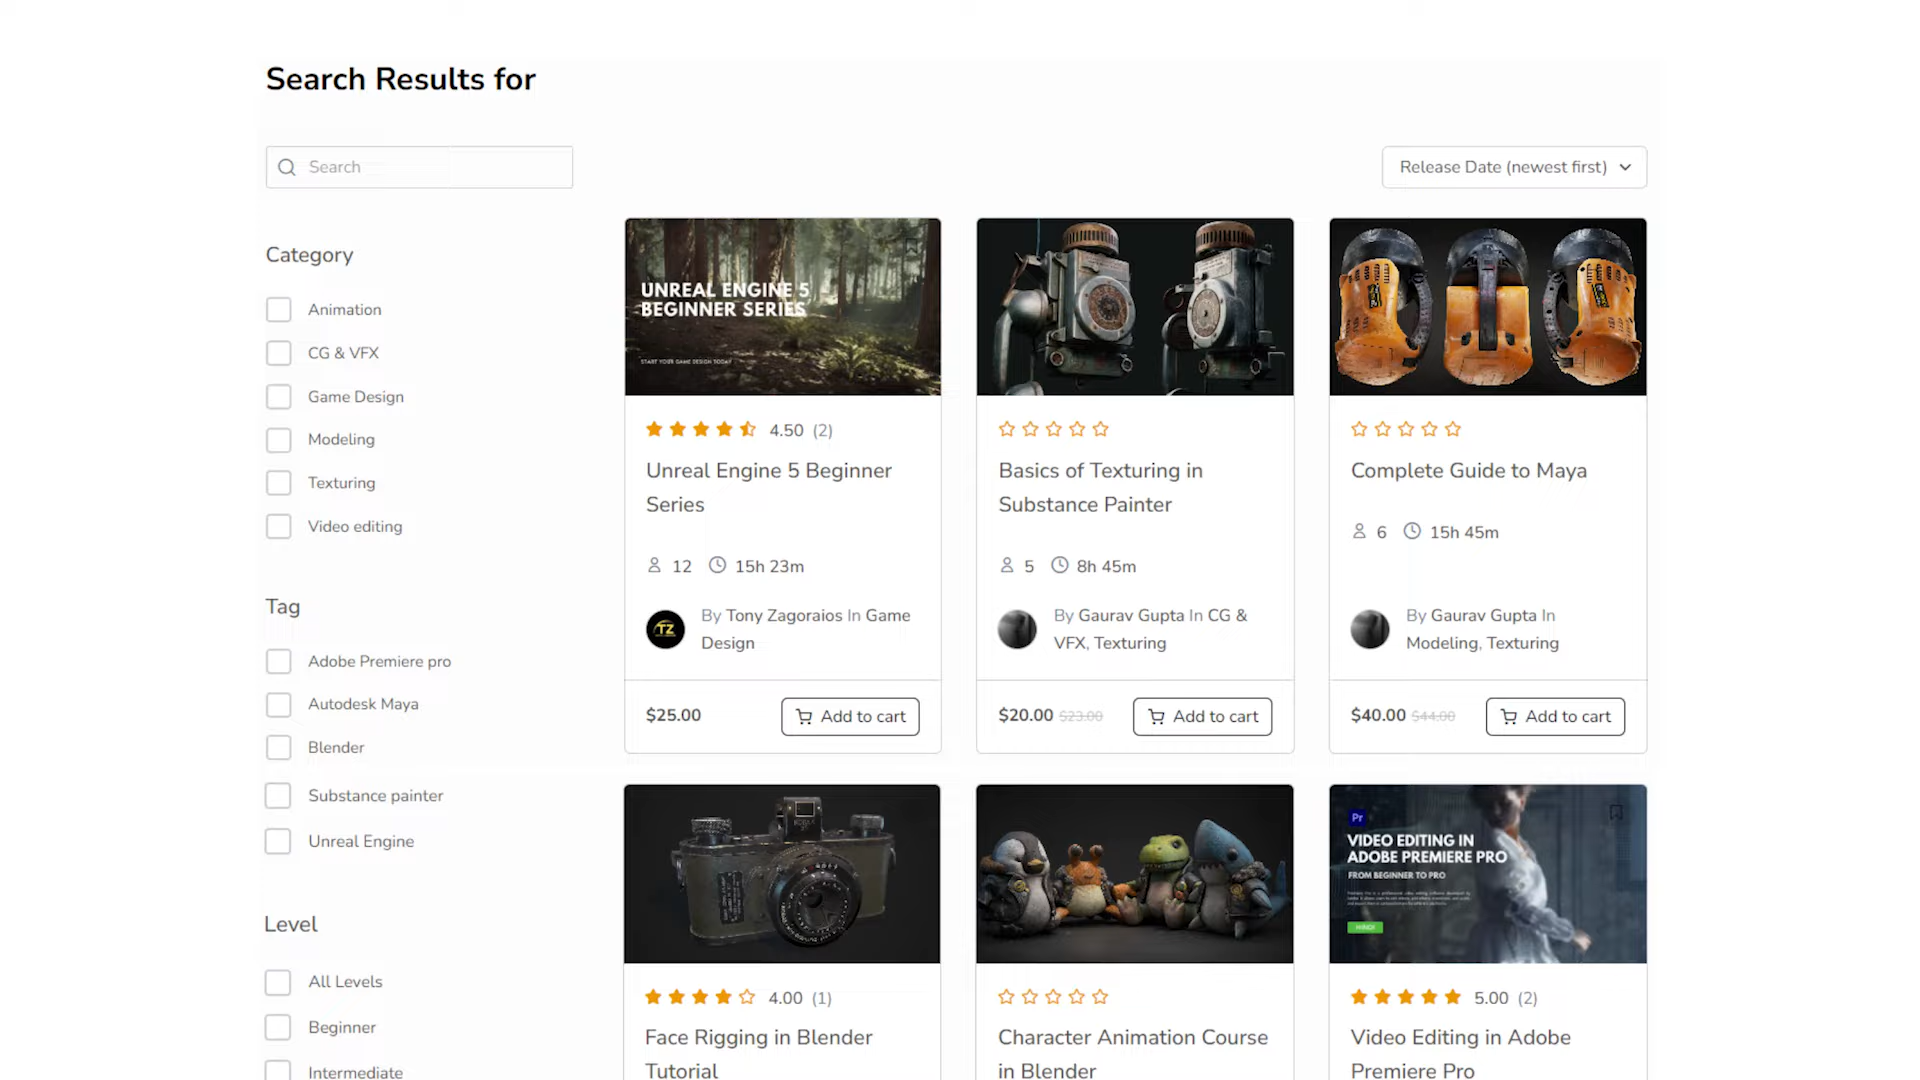 Search Results for
Search
Release Date (newest first)
Category
Animation
CG & VFX
Game Design
Modeling
Texturing
Video editing
Tag
Adobe Premiere pro
Autodesk Maya
Blender
Substance painter
Unreal Engine
Level
All Levels
Beginner
Intermediate
UNREAL ENGINE 5
BEGINNER SERIES
START YOUR GAME DESIGN TODAY
4.50 (2)
Unreal Engine 5 Beginner
Series
12 15h 23m
TZ
By Tony Zagoraios In Game
Design
$25.00 Add to cart
Basics of Texturing in
Substance Painter
5 8h 45m
By Gaurav Gupta In CG &
VFX, Texturing
$20.00 $23.00 Add to cart
Complete Guide to Maya
6 15h 45m
By Gaurav Gupta In
Modeling, Texturing
$40.00 $44.00 Add to cart
4.00 (1)
Face Rigging in Blender
Tutorial
Character Animation Course
in Blender
Pr
VIDEO EDITING IN
ADOBE PREMIERE PRO
FROM BEGINNER TO PRO
5.00 (2)
Video Editing in Adobe
Premiere Pro